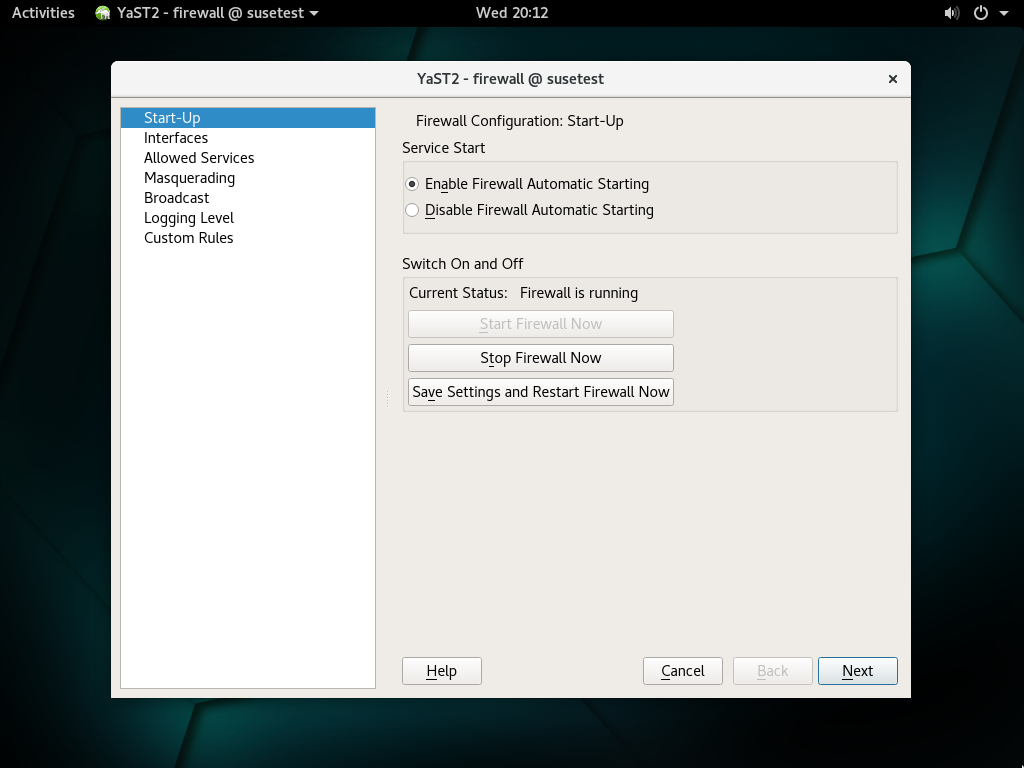 Activities YaST2 - firewall @ susetest Wed 20:12
YaST2 - firewall @ susetest
Start-Up
Interfaces
Allowed Services
Masquerading
Broadcast
Logging Level
Custom Rules
Firewall Configuration: Start-Up
Service Start
Enable Firewall Automatic Starting
Disable Firewall Automatic Starting
Switch On and Off
Current Status: Firewall is running
Start Firewall Now
Stop Firewall Now
Save Settings and Restart Firewall Now
Help Cancel Back Next